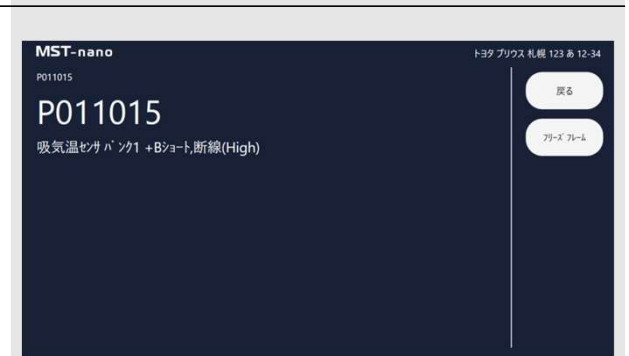 MST-nano
トヨタ プリウス 札幌 123 あ 12-34
P011015
P011015
吸気温ｾﾝｻ ﾊﾞﾝｸ1 +Bｼｮｰﾄ,断線(High)
戻る
ﾌﾘｰｽﾞ ﾌﾚｰﾑ